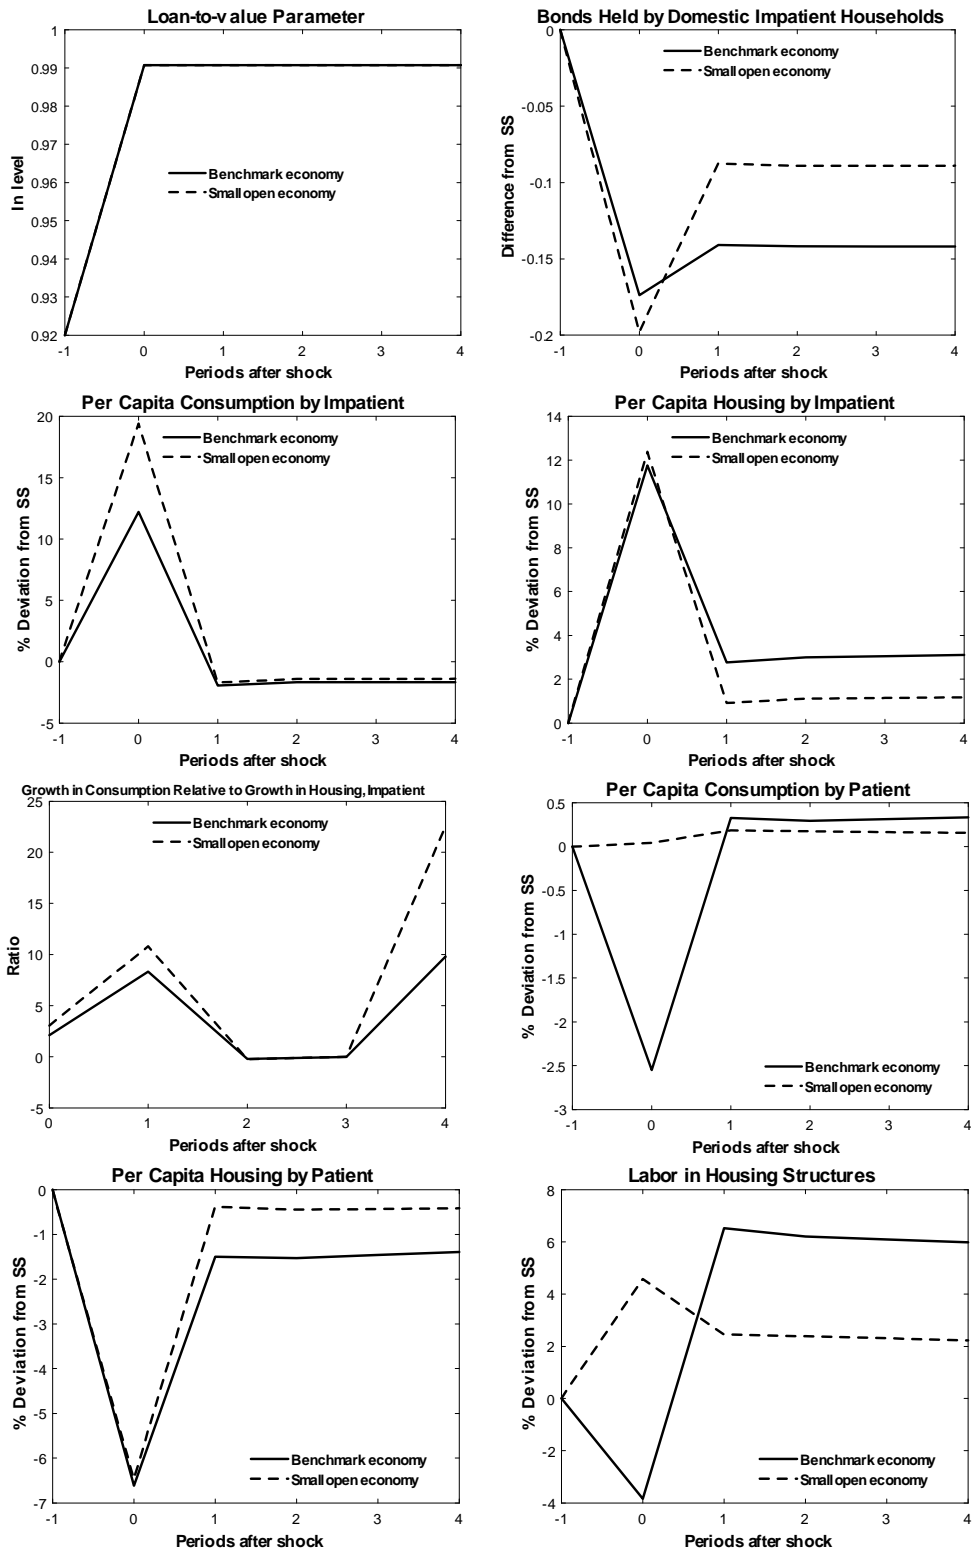 Loan-to-value Parameter
1
0.99
0.98
0.97
0.96
0.95
0.94
0.93
0.92
In level
Benchmark economy
Small open economy
-1 0 1 2 3 4
Periods after shock
Bonds Held by Domestic Impatient Households
0
-0.05
-0.1
-0.15
-0.2
Difference from SS
Benchmark economy
Small open economy
-1 0 1 2 3 4
Periods after shock
Per Capita Consumption by Impatient
20
15
10
5
0
-5
% Deviation from SS
Benchmark economy
Small open economy
-1 0 1 2 3 4
Periods after shock
Per Capita Housing by Impatient
14
12
10
8
6
4
2
0
% Deviation from SS
Benchmark economy
Small open economy
-1 0 1 2 3 4
Periods after shock
Growth in Consumption Relative to Growth in Housing, Impatient
25
20
15
10
5
0
-5
Ratio
Benchmark economy
Small open economy
0 1 2 3 4
Periods after shock
Per Capita Consumption by Patient
0.5
0
-0.5
-1
-1.5
-2
-2.5
-3
% Deviation from SS
Benchmark economy
Small open economy
-1 0 1 2 3 4
Periods after shock
Per Capita Housing by Patient
0
-1
-2
-3
-4
-5
-6
-7
% Deviation from SS
Benchmark economy
Small open economy
-1 0 1 2 3 4
Periods after shock
Labor in Housing Structures
8
6
4
2
0
-2
-4
% Deviation from SS
Benchmark economy
Small open economy
-1 0 1 2 3 4
Periods after shock